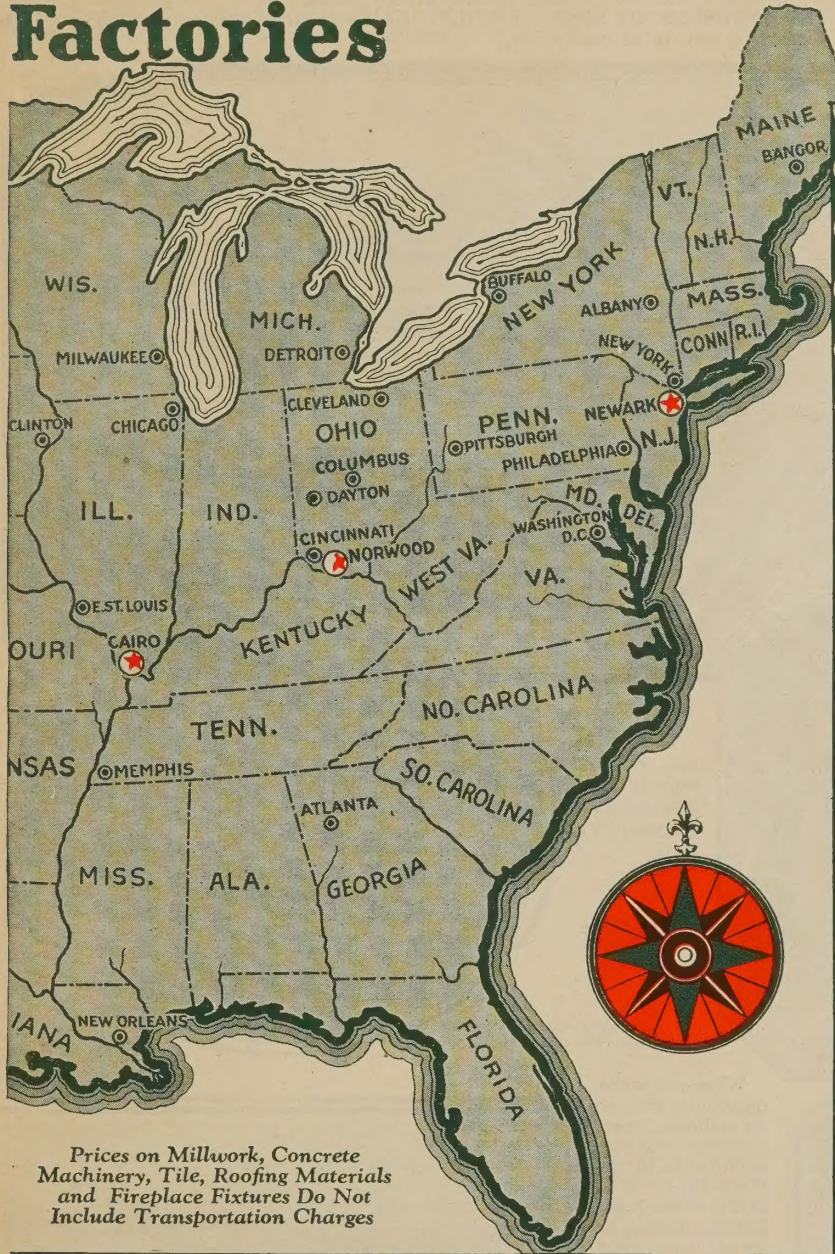 Factories
MAINE
BANGOR
VT.
N.H.
WIS.
MICH.
BUFFALO
NEW YORK
ALBANY
MASS.
MILWAUKEE
DETROIT
NEW YORK
CONN
R.I.
CLINTON
CHICAGO
CLEVELAND
OHIO
PENN.
NEWARK
PITTSBURGH
N.J.
COLUMBUS
PHILADELPHIA
DAYTON
ILL.
IND.
MD.
DEL.
WASHINGTON
D.C.
CINCINNATI
NORWOOD
WEST VA.
VA.
E.ST. LOUIS
KENTUCKY
OURI
CAIRO
NO. CAROLINA
TENN.
NSAS
MEMPHIS
SO. CAROLINA
ATLANTA
MISS.
ALA.
GEORGIA
IANA
NEW ORLEANS
FLORIDA
Prices on Millwork, Concrete
Machinery, Tile, Roofing Materials
and Fireplace Fixtures Do Not
Include Transportation Charges